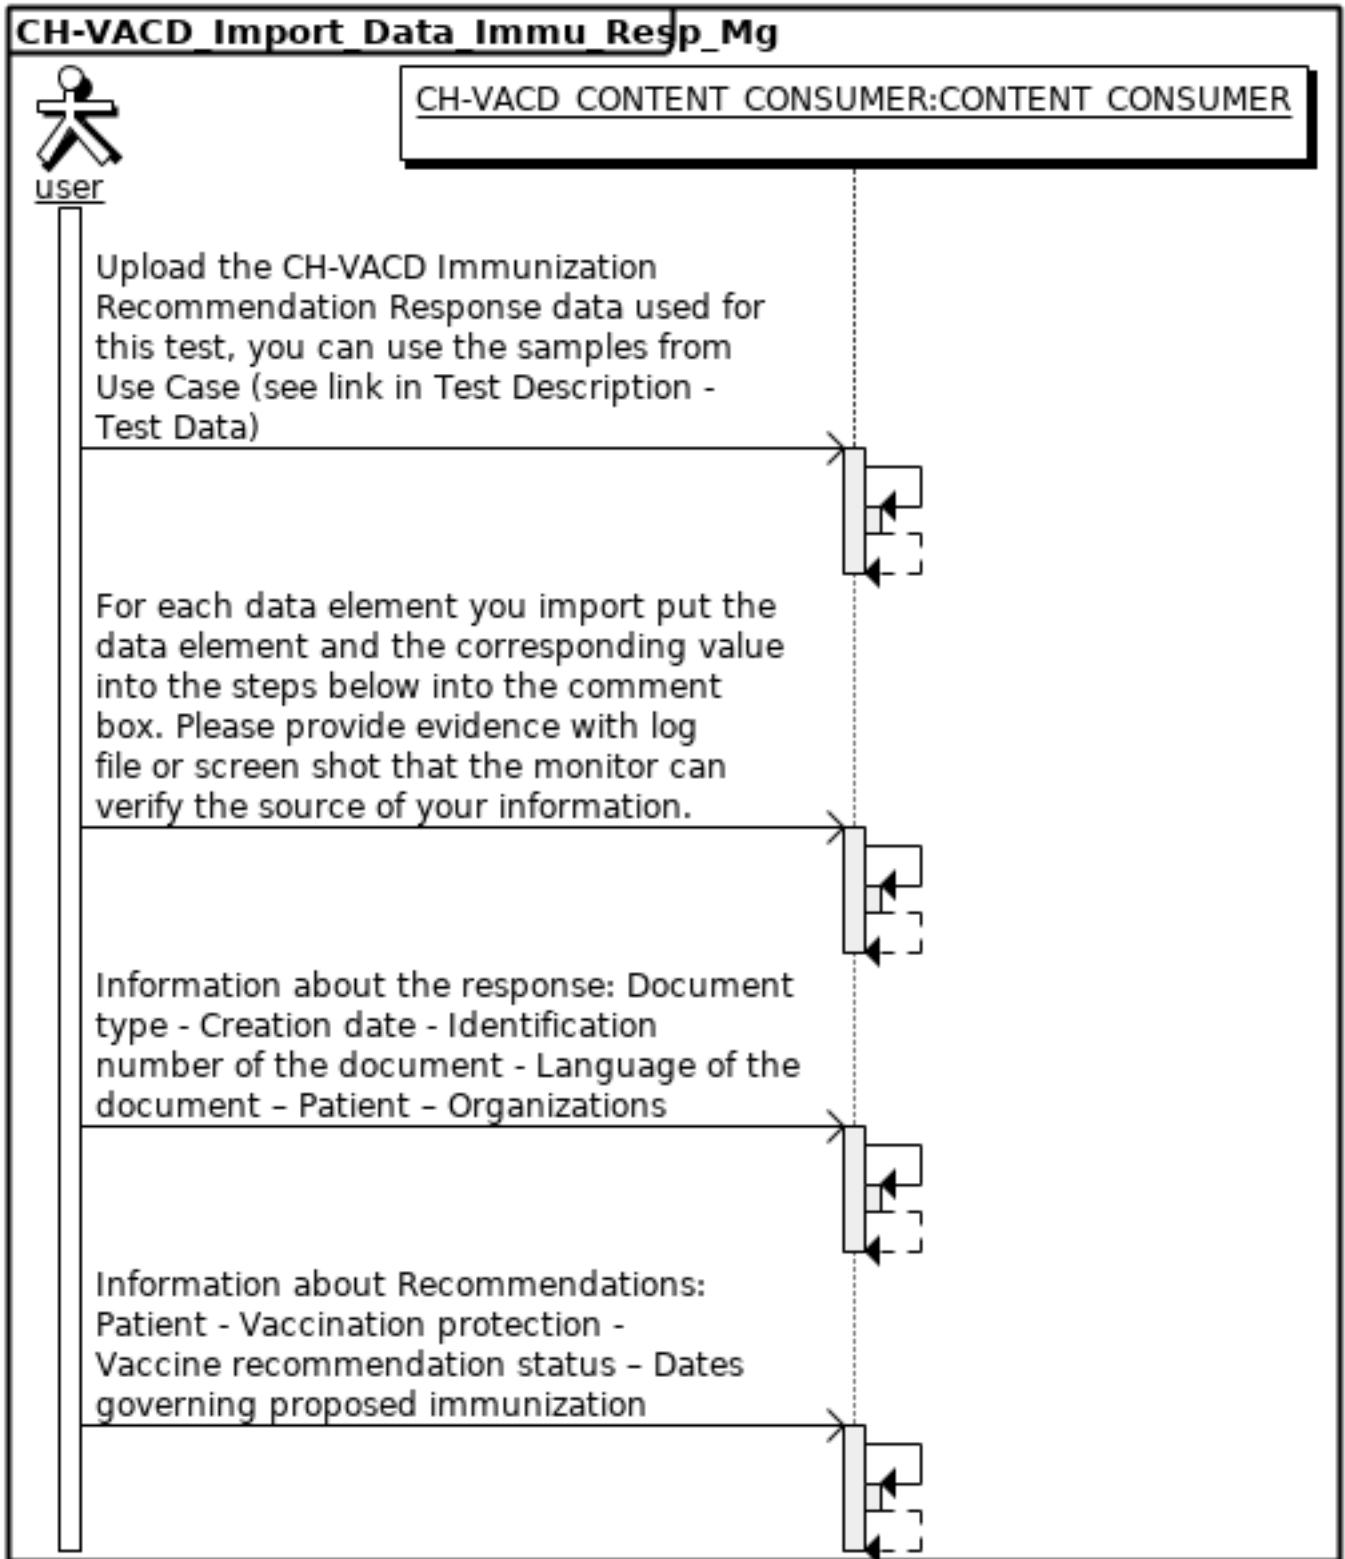 CH-VACD_Import_Data_Immu_Resp_Mg
CH-VACD CONTENT CONSUMER:CONTENT CONSUMER
user
Upload the CH-VACD Immunization
Recommendation Response data used for
this test, you can use the samples from
Use Case (see link in Test Description -
Test Data)
For each data element you import put the
data element and the corresponding value
into the steps below into the comment
box. Please provide evidence with log
file or screen shot that the monitor can
verify the source of your information.
Information about the response: Document
type - Creation date - Identification
number of the document - Language of the
document – Patient – Organizations
Information about Recommendations:
Patient - Vaccination protection -
Vaccine recommendation status – Dates
governing proposed immunization